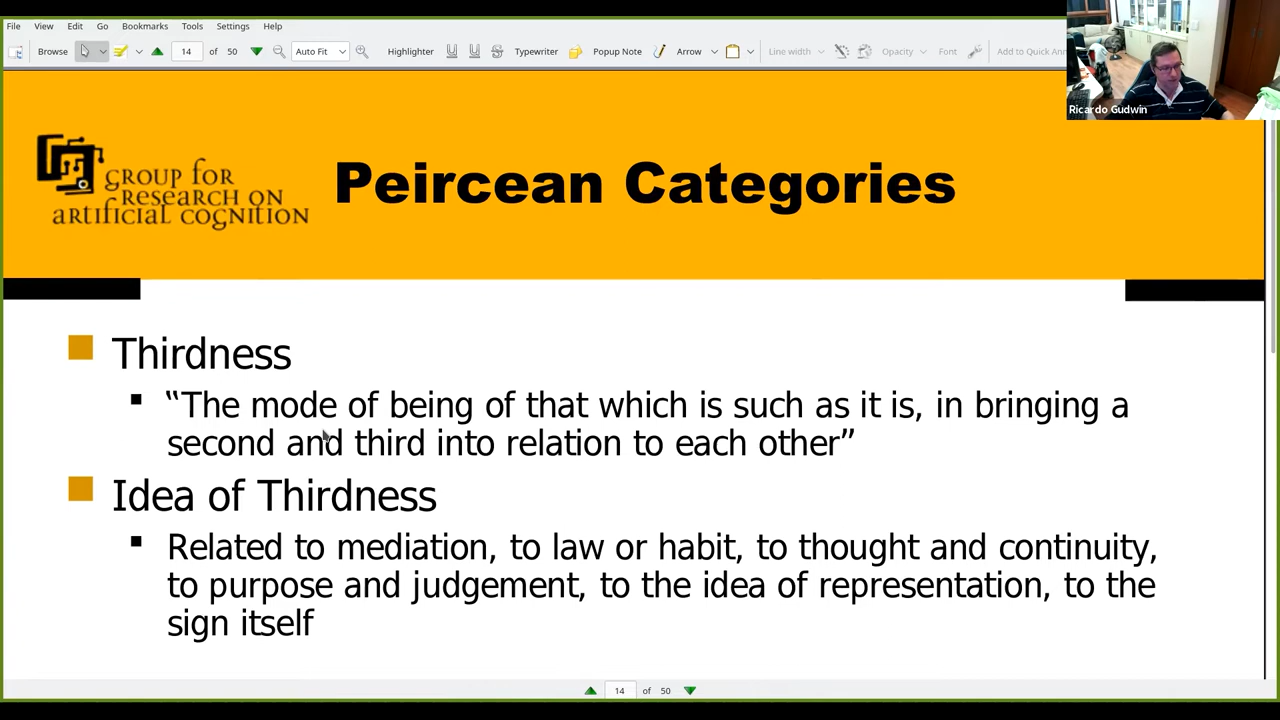 File View Edit Go Bookmarks Tools Settings Help
Browse 14 of 50 Auto Fit Highlighter Typewriter Popup Note Arrow Line width Opacity Font Add to Quick Ann
Ricardo Gudwin
GROUP FOR
RESEARCH ON
ARTIFICIAL COGNITION
Peircean Categories
Thirdness
“The mode of being of that which is such as it is, in bringing a
second and third into relation to each other”
Idea of Thirdness
Related to mediation, to law or habit, to thought and continuity,
to purpose and judgement, to the idea of representation, to the
sign itself
14 of 50